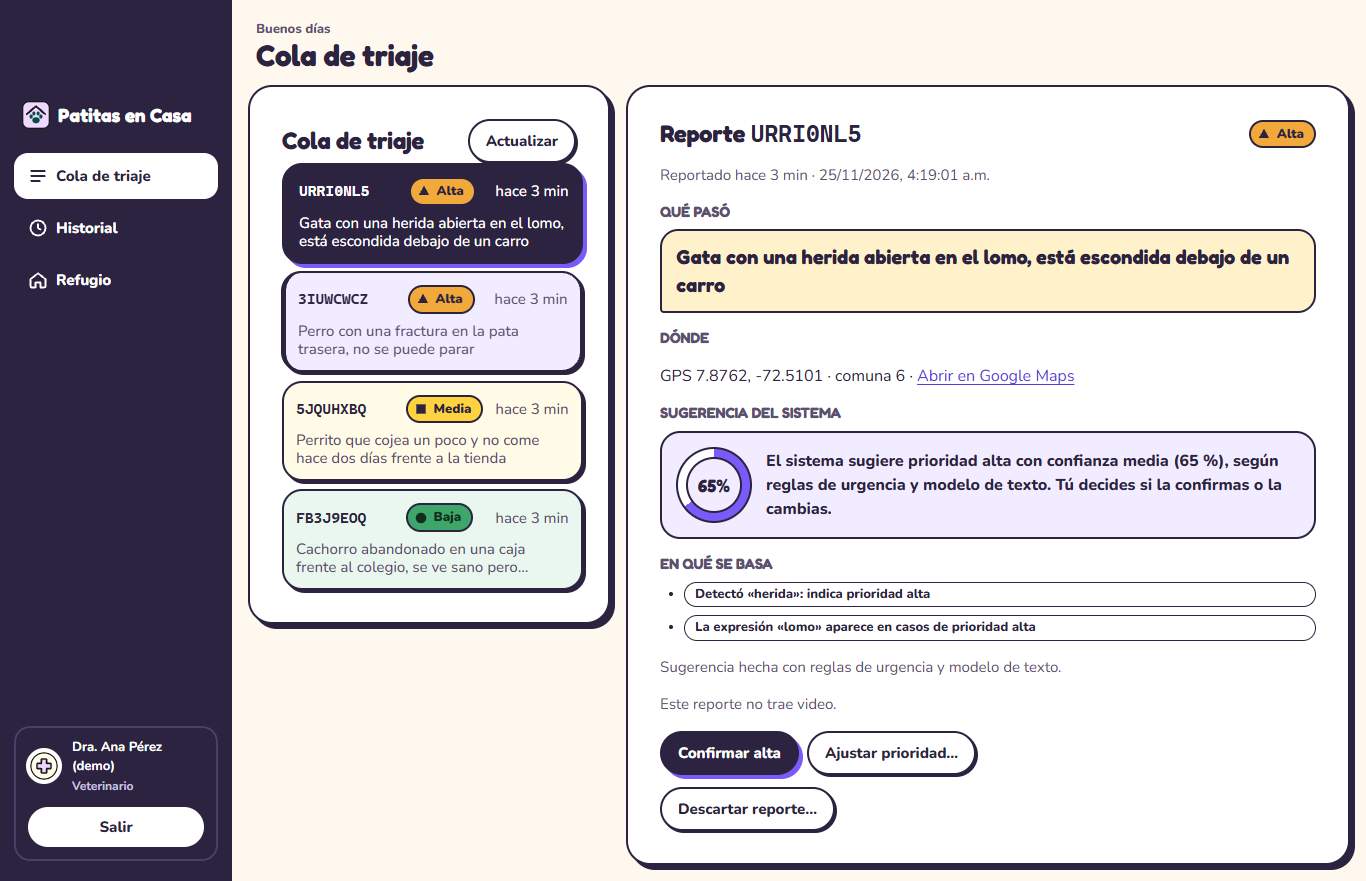 Patitas en Casa
Cola de triaje
Historial
Refugio
Dra. Ana Pérez
(demo)
Veterinario
Salir
Buenos días
Cola de triaje
Cola de triaje
Actualizar
URRI0NL5
Alta
hace 3 min
Gata con una herida abierta en el lomo,
está escondida debajo de un carro
3IUWCWCZ
Alta
hace 3 min
Perro con una fractura en la pata
trasera, no se puede parar
5JQUHXBQ
Media
hace 3 min
Perrito que cojea un poco y no come
hace dos días frente a la tienda
FB3J9EOQ
Baja
hace 3 min
Cachorro abandonado en una caja
frente al colegio, se ve sano pero...
Reporte URRI0NL5
Alta
Reportado hace 3 min · 25/11/2026, 4:19:01 a.m.
QUÉ PASÓ
Gata con una herida abierta en el lomo, está escondida debajo de un
carro
DÓNDE
GPS 7.8762, -72.5101 · comuna 6 · Abrir en Google Maps
SUGERENCIA DEL SISTEMA
65%
El sistema sugiere prioridad alta con confianza media (65 %), según
reglas de urgencia y modelo de texto. Tú decides si la confirmas o la
cambias.
EN QUÉ SE BASA
• Detectó «herida»: indica prioridad alta
• La expresión «lomo» aparece en casos de prioridad alta
Sugerencia hecha con reglas de urgencia y modelo de texto.
Este reporte no trae video.
Confirmar alta
Ajustar prioridad...
Descartar reporte...